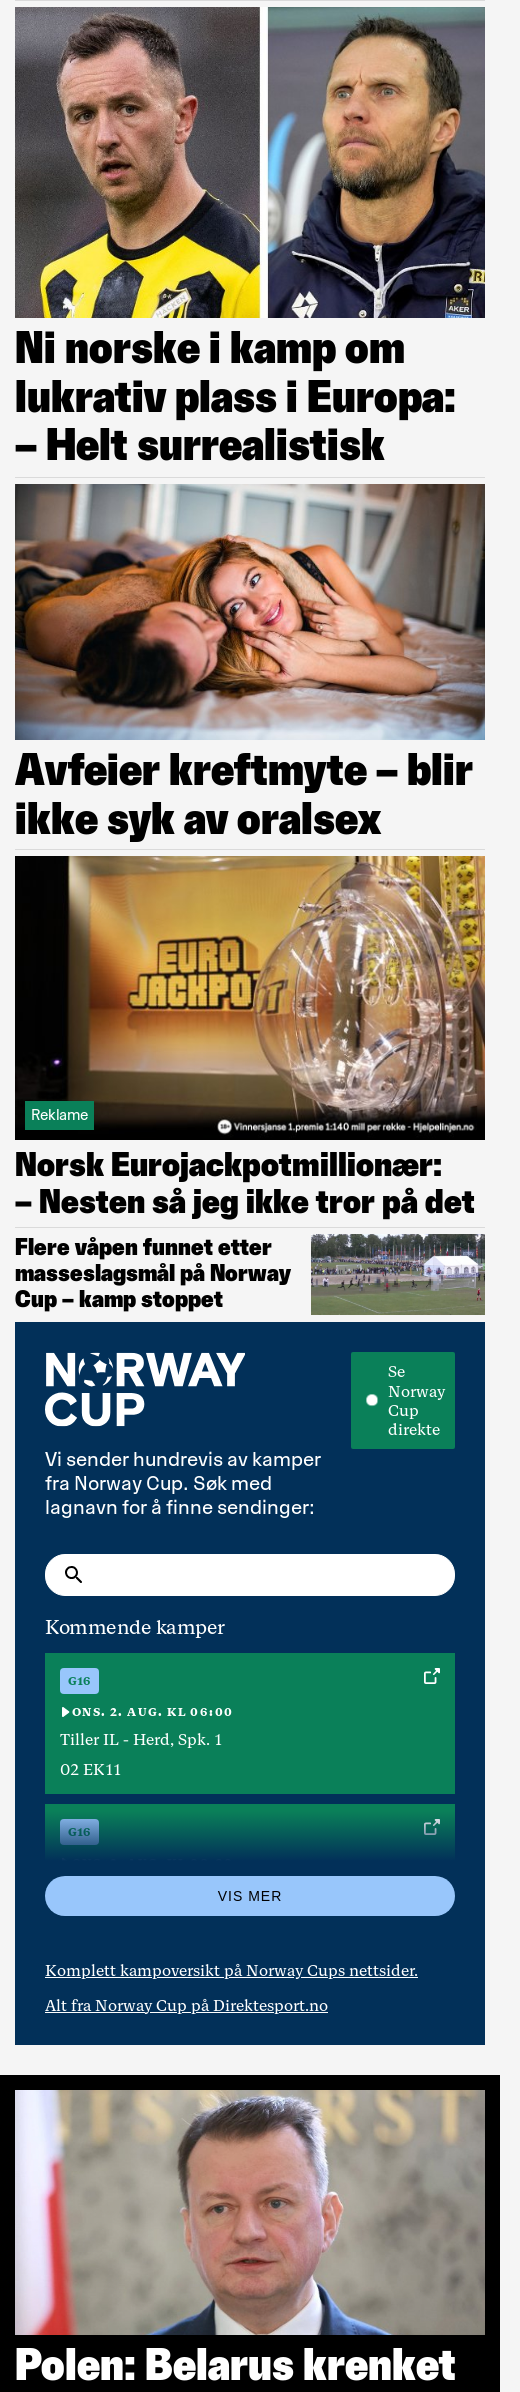 HÄCKEN
AKER
Ni norske i kamp om
lukrativ plass i Europa:
– Helt surrealistisk
Avfeier kreftmyte – blir
ikke syk av oralsex
EURO
JACKPOT
Reklame
18+ Vinnersjanse 1.premie 1:140 mill per rekke - Hjelpelinjen.no
Norsk Eurojackpotmillionær:
– Nesten så jeg ikke tror på det
Flere våpen funnet etter
masseslagsmål på Norway
Cup – kamp stoppet
NORWAY
CUP
Se
Norway
Cup
direkte
Vi sender hundrevis av kamper
fra Norway Cup. Søk med
lagnavn for å finne sendinger:
Kommende kamper
G16
ONS. 2. AUG. KL 06:00
Tiller IL - Herd, Spk. 1
02 EK11
G16
VIS MER
Komplett kampoversikt på Norway Cups nettsider.
Alt fra Norway Cup på Direktesport.no
Polen: Belarus krenket